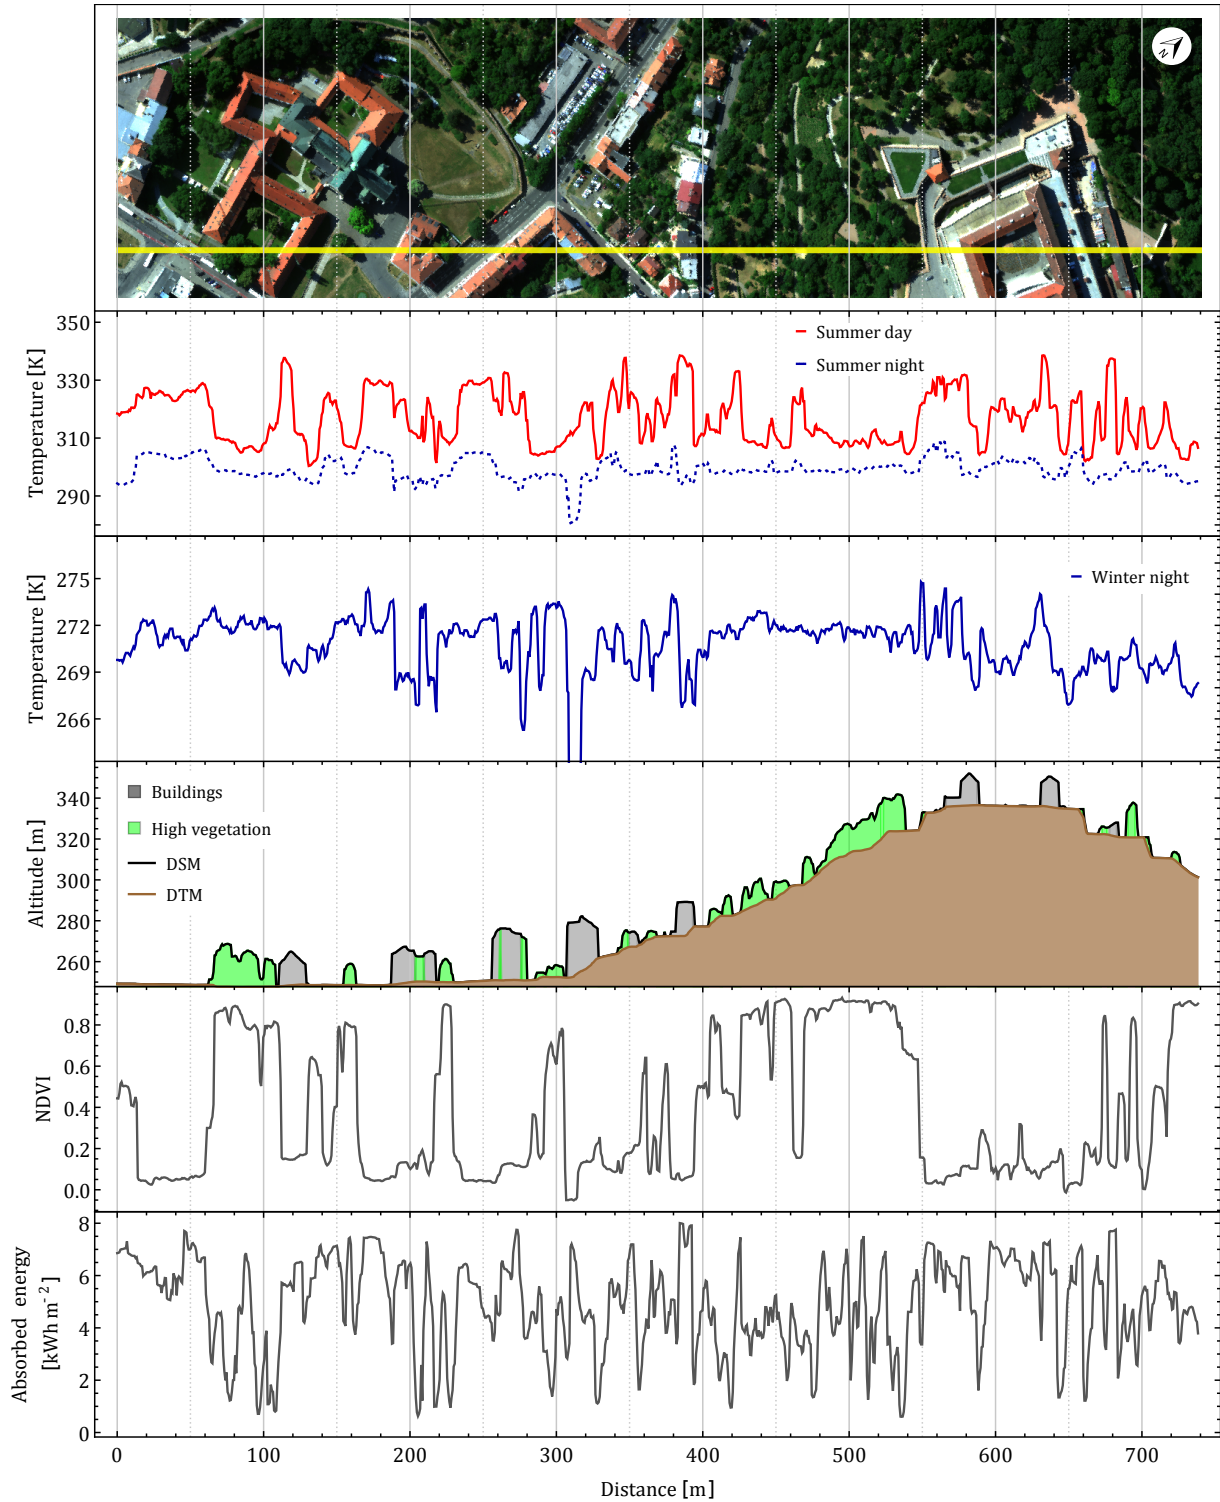 N
350
330
310
290
Temperature [K]
Summer day
Summer night
275
272
269
266
Temperature [K]
Winter night
340
320
300
280
260
Altitude [m]
Buildings
High vegetation
DSM
DTM
0.8
0.6
0.4
0.2
0.0
NDVI
8
6
4
2
0
Absorbed energy
[kWh m⁻²]
0 100 200 300 400 500 600 700
Distance [m]